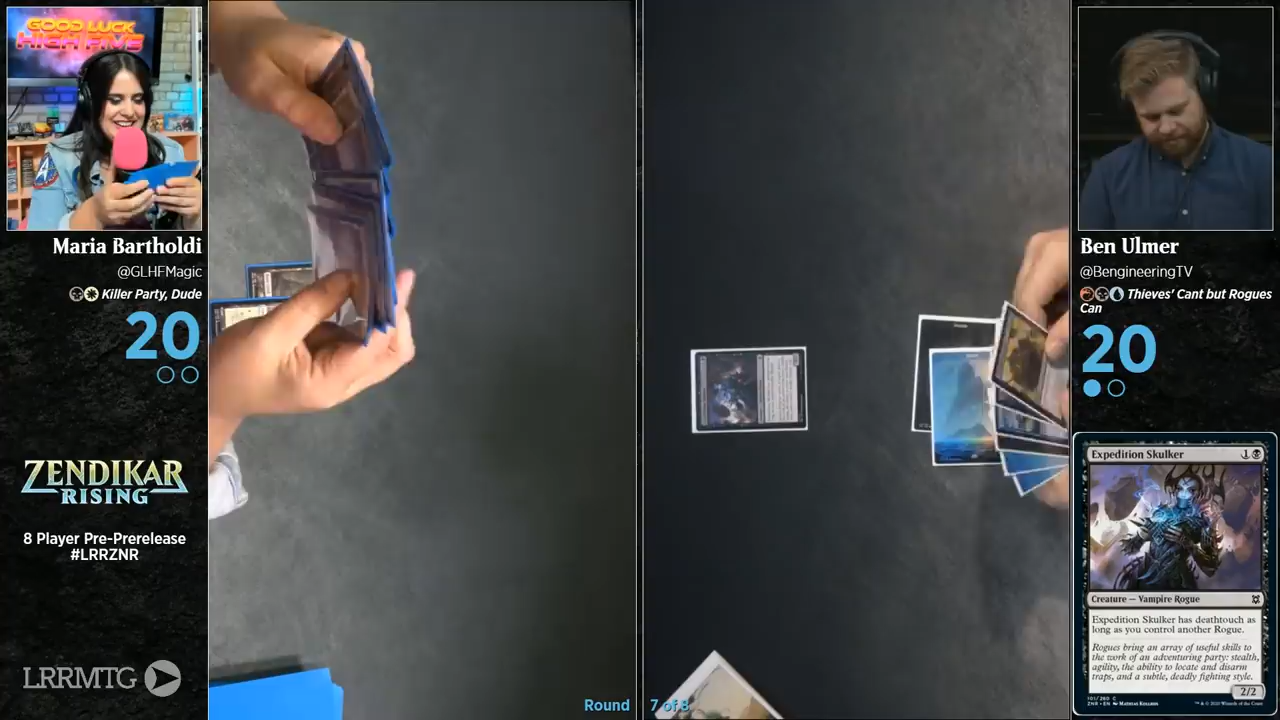 GOOD LUCK
HIGH FIVE
Maria Bartholdi
@GLHFMagic
Killer Party, Dude
20
ZENDIKAR
RISING
8 Player Pre-Prerelease
#LRRZNR
LRRMTG
Round 7 of 8
Ben Ulmer
@BengineeringTV
Thieves' Cant but Rogues
Can
20
Expedition Skulker 1
Creature — Vampire Rogue
Expedition Skulker has deathtouch as
long as you control another Rogue.
Rogues bring an array of useful skills to
the work of an adventuring party: stealth,
agility, the ability to locate and disarm
traps, and a subtle, deadly fighting style.
2/2